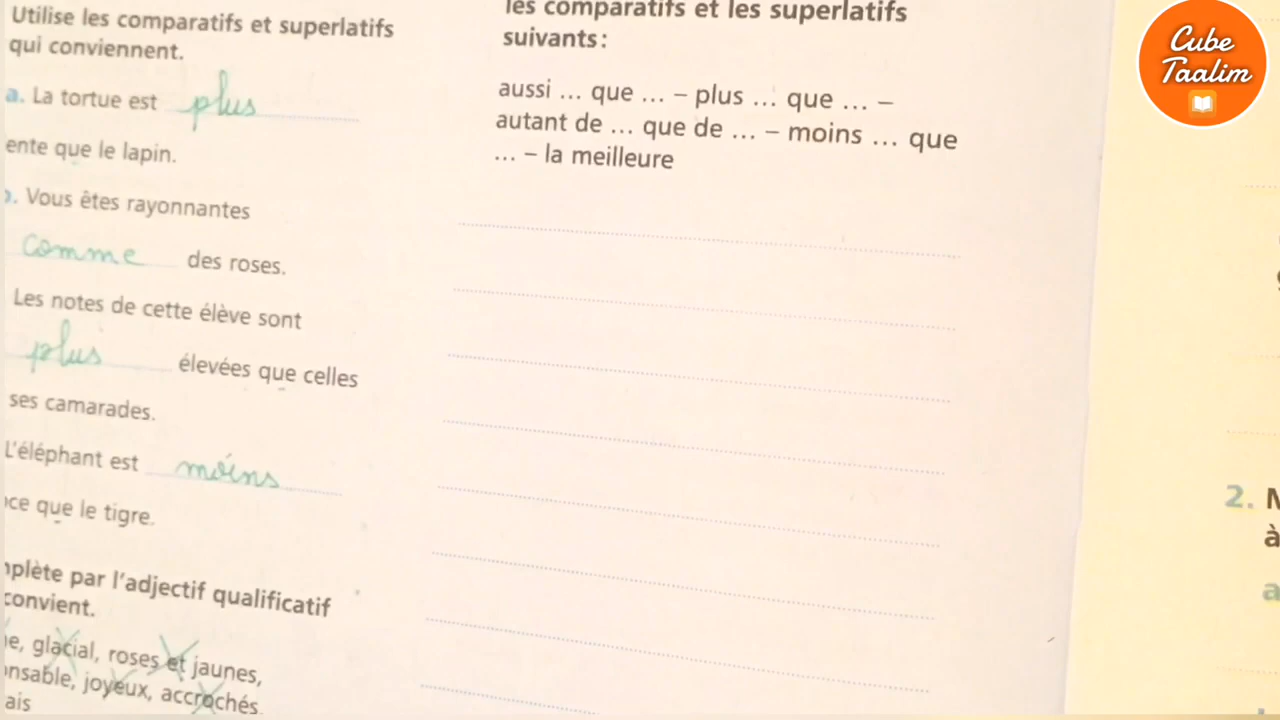 Utilise les comparatifs et superlatifs
qui conviennent.
a. La tortue est plus
ente que le lapin.
. Vous êtes rayonnantes
comme des roses.
Les notes de cette élève sont
plus élevées que celles
ses camarades.
L'éléphant est moins
ce que le tigre.
plète par l'adjectif qualificatif
convient.
e, glacial, roses et jaunes,
nsable, joyeux, accrochés.
ais
les comparatifs et les superlatifs
suivants :
aussi ... que ... – plus ... que ... –
autant de ... que de ... – moins ... que
... – la meilleure
Cube
Taalim
2.
à
a